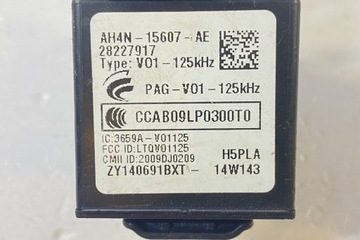 AH4N-15607-AE
28227917
Type: V01-125kHz
PAG-V01-125kHz
CCAB09LP0300T0
IC:3659A-V01125
FCC ID:LTQV01125
CMII ID:2009DJ0209
H5PLA
ZY140691BXT- 14W143